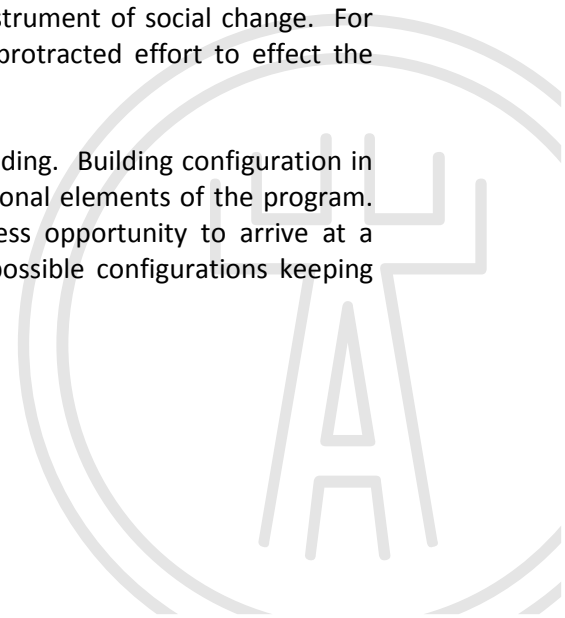 strument of social change. For
protracted effort to effect the
ding. Building configuration in
onal elements of the program.
ess opportunity to arrive at a
possible configurations keeping